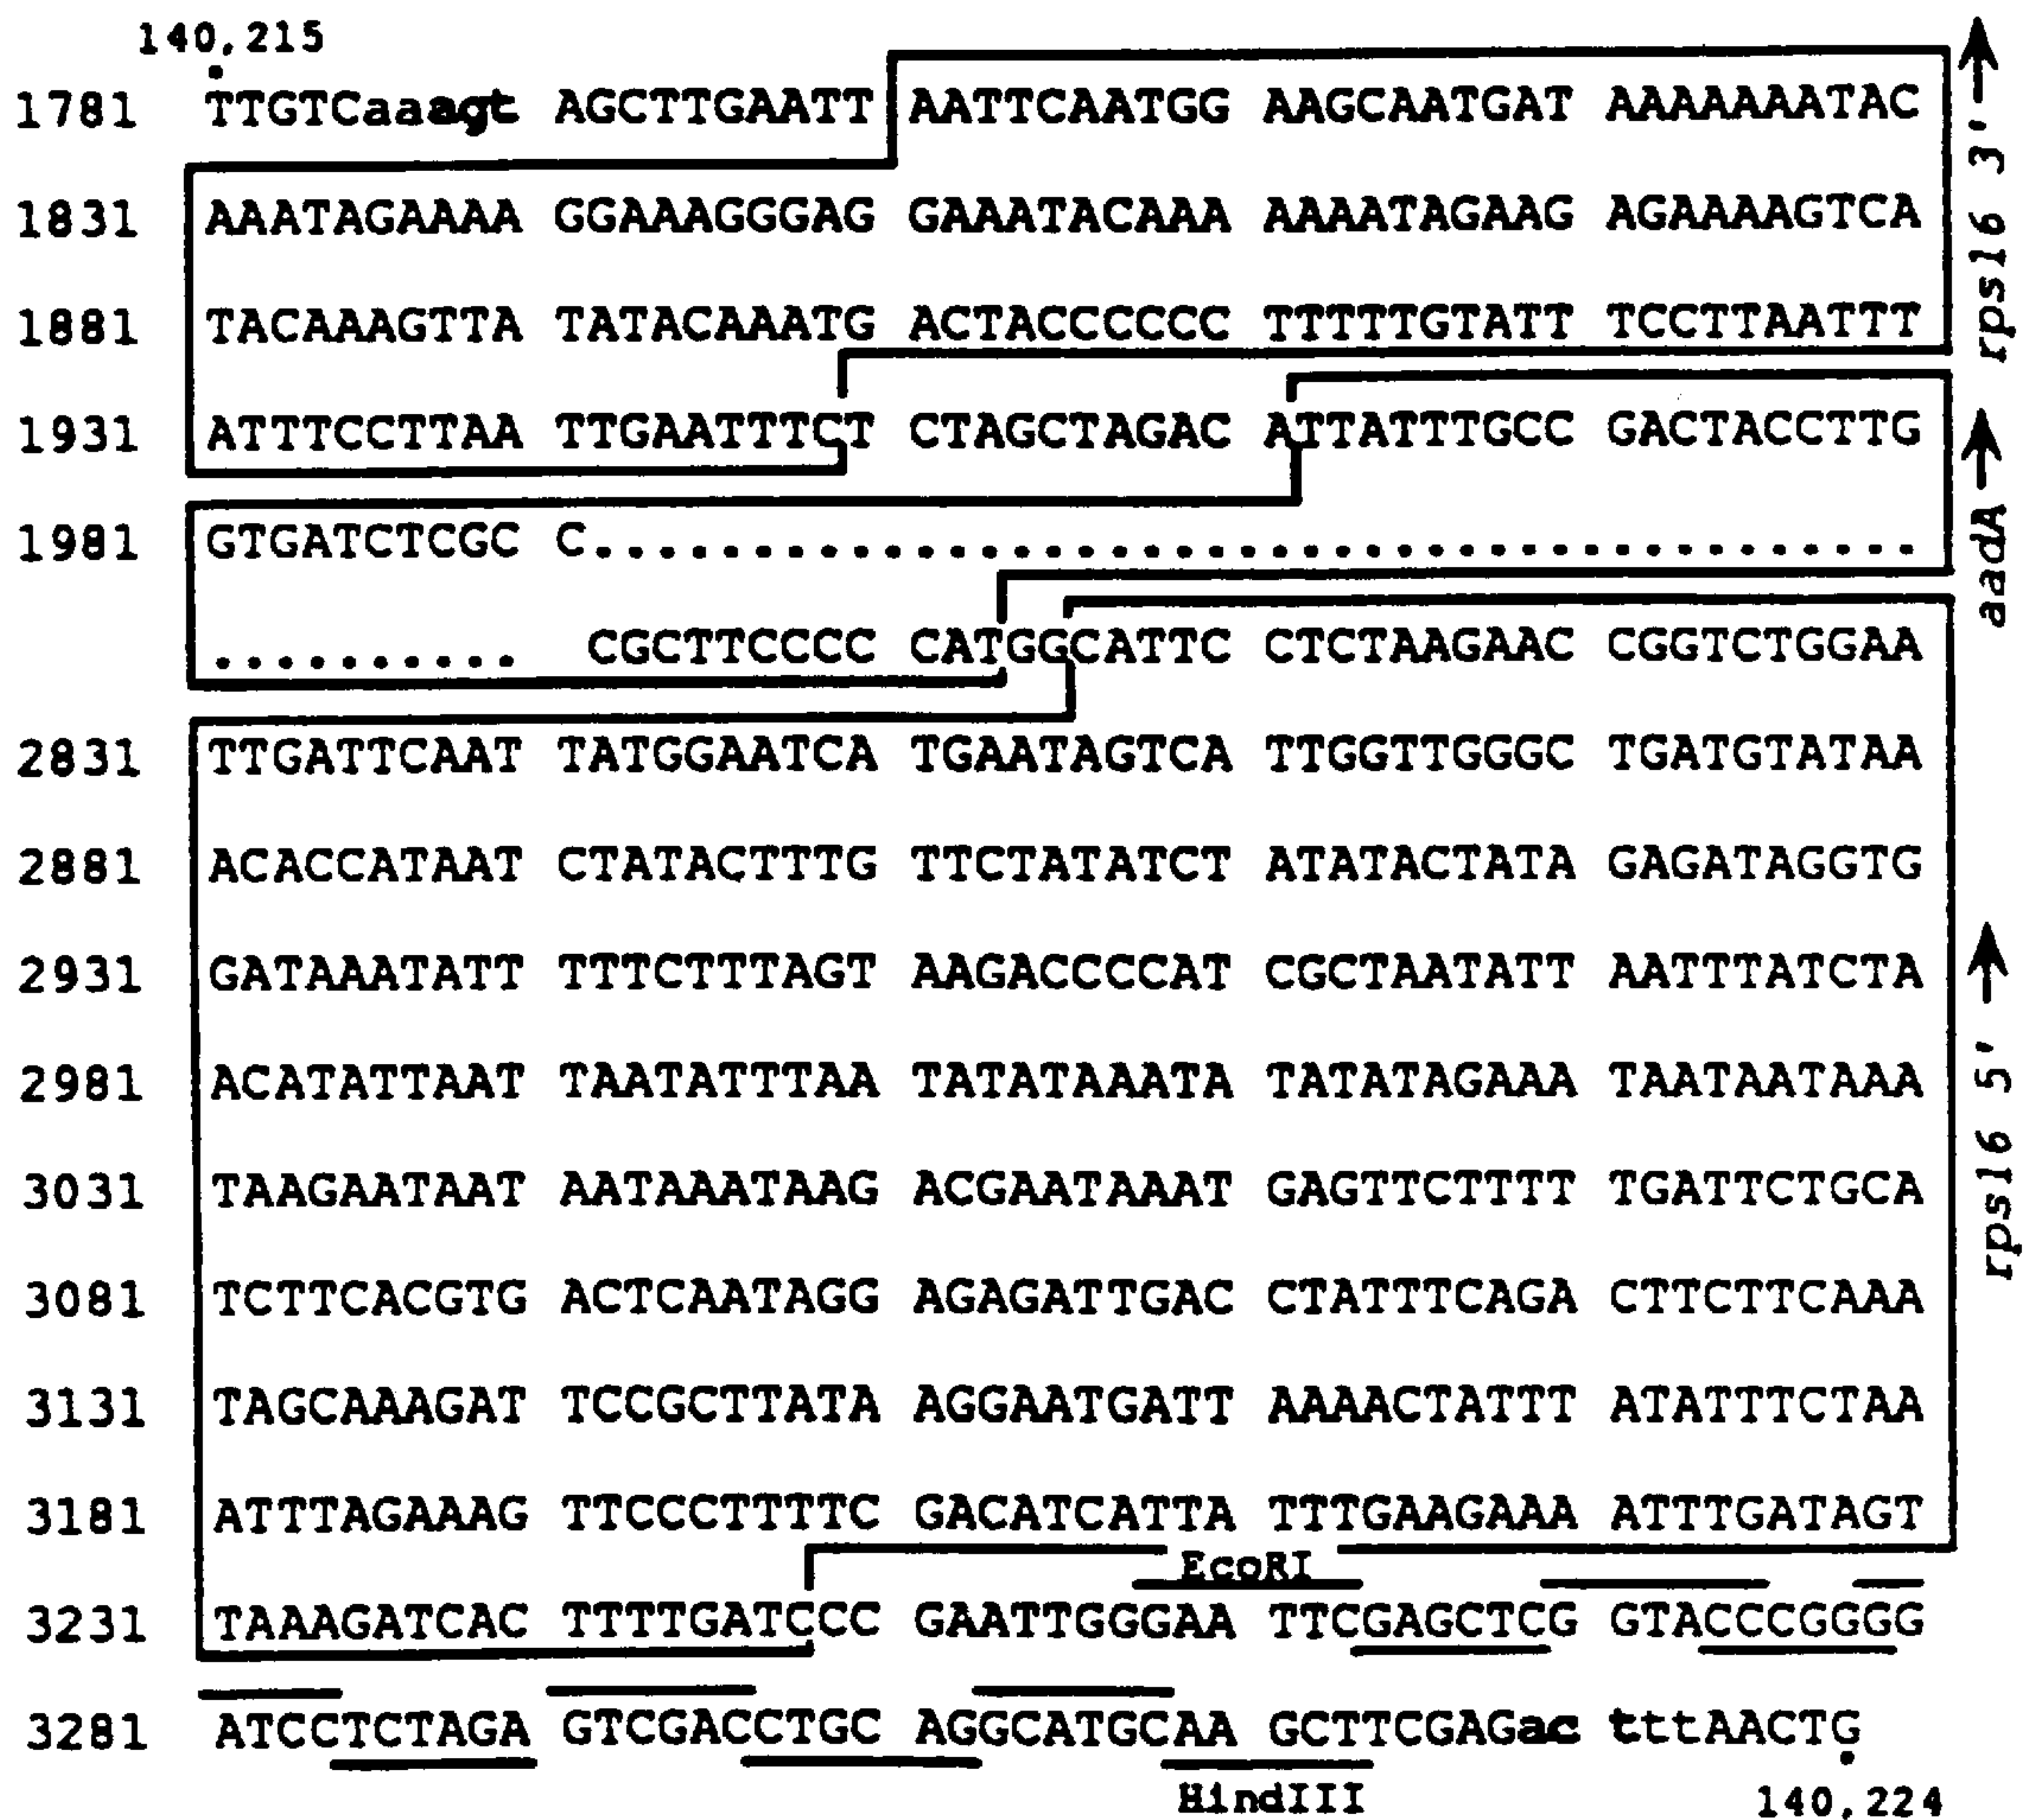 140,215
1781 TTGTCaaagt AGCTTGAATT AATTCAATGG AAGCAATGAT AAAAAAATAC
1831 AAATAGAAAA GGAAAGGGAG GAAATACAAA AAAATAGAAG AGAAAAGTCA
1881 TACAAAGTTA TATACAAATG ACTACCCCCC TTTTTGTATT TCCTTAATTT
rps16 3'
1931 ATTTCCTTAA TTGAATTTCT CTAGCTAGAC ATTATTTGCC GACTACCTTG
1981 GTGATCTCGC C.........................................
aadA
.......... CGCTTCCCC CATGGCATTC CTCTAAGAAC CGGTCTGGAA
2831 TTGATTCAAT TATGGAATCA TGAATAGTCA TTGGTTGGGC TGATGTATAA
2881 ACACCATAAT CTATACTTTG TTCTATATCT ATATACTATA GAGATAGGTG
2931 GATAAATATT TTTCTTTAGT AAGACCCCAT CGCTAATATT AATTTATCTA
2981 ACATATTAAT TAATATTTAA TATATAAATA TATATAGAAA TAATAATAAA
3031 TAAGAATAAT AATAAATAAG ACGAATAAAT GAGTTCTTTT TGATTCTGCA
rps16 5'
3081 TCTTCACGTG ACTCAATAGG AGAGATTGAC CTATTTCAGA CTTCTTCAAA
3131 TAGCAAAGAT TCCGCTTATA AGGAATGATT AAAACTATTT ATATTTCTAA
3181 ATTTAGAAAG TTCCCTTTTC GACATCATTA TTTGAAGAAA ATTTGATAGT
EcoRI
3231 TAAAGATCAC TTTTGATCCC GAATTGGGAA TTCGAGCTCG GTACCCGGGG
3281 ATCCTCTAGA GTCGACCTGC AGGCATGCAA GCTTCGAGac tttAACTG
HindIII
140,224